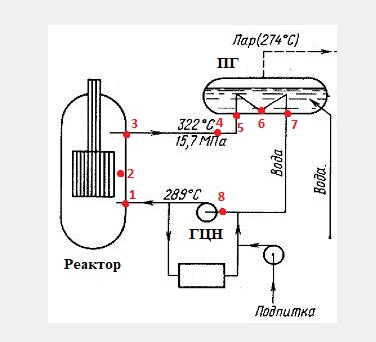 Пар(274°С)
ПГ
3
4
322°С
15,7 МПа
5
6
7
2
Вода
Вода
1
289°С
8
ГЦН
Реактор
Подпитка